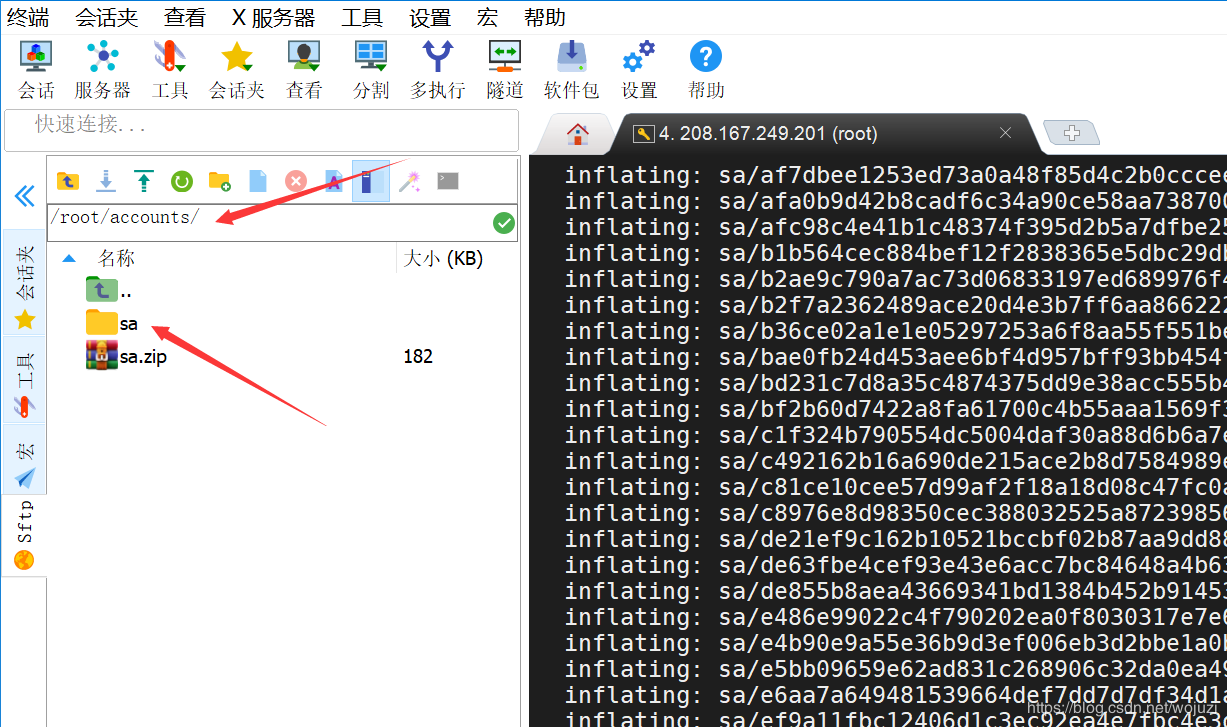 终端 会话夹 查看 X 服务器 工具 设置 宏 帮助
会话 服务器 工具 会话夹 查看 分割 多执行 隧道 软件包 设置 帮助
快速连接...
4. 208.167.249.201 (root)
/root/accounts/
名称 大小 (KB)
..
sa
sa.zip 182
会话夹
工具
宏
Sftp
inflating: sa/af7dbee1253ed73a0a48f85d4c2b0cccee
inflating: sa/afa0b9d42b8cadf6c34a90ce58aa738700
inflating: sa/afc98c4e41b1c48374f395d2b5a7dfbe25
inflating: sa/b1b564cec884bef12f2838365e5dbc29db
inflating: sa/b2ae9c790a7ac73d06833197ed689976f4
inflating: sa/b2f7a2362489ace20d4e3b7ff6aa866222
inflating: sa/b36ce02a1e1e05297253a6f8aa55f551b6
inflating: sa/bae0fb24d453aee6bf4d957bff93bb4541
inflating: sa/bd231c7d8a35c4874375dd9e38acc555b4
inflating: sa/bf2b60d7422a8fa61700c4b55aaa1569f3
inflating: sa/c1f324b790554dc5004daf30a88d6b6a7e
inflating: sa/c492162b16a690de215ace2b8d7584989e
inflating: sa/c81ce10cee57d99af2f18a18d08c47fc0a
inflating: sa/c8976e8d98350cec388032525a87239856
inflating: sa/de21ef9c162b10521bccbf02b87aa9dd88
inflating: sa/de63fbe4cef93e43e6acc7bc84648a4b63
inflating: sa/de855b8aea43669341bd1384b452b91453
inflating: sa/e486e99022c4f790202ea0f8030317e7e6
inflating: sa/e4b90e9a55e36b9d3ef006eb3d2bbe1a0b
inflating: sa/e5bb09659e62ad831c268906c32da0ea49
inflating: sa/e6aa7a649481539664def7dd7d7df34d1a
inflating: sa/ef9a11fbc12406d1c3ec92ea4e7fdc4e
https://blog.csdn.net/wojuzi